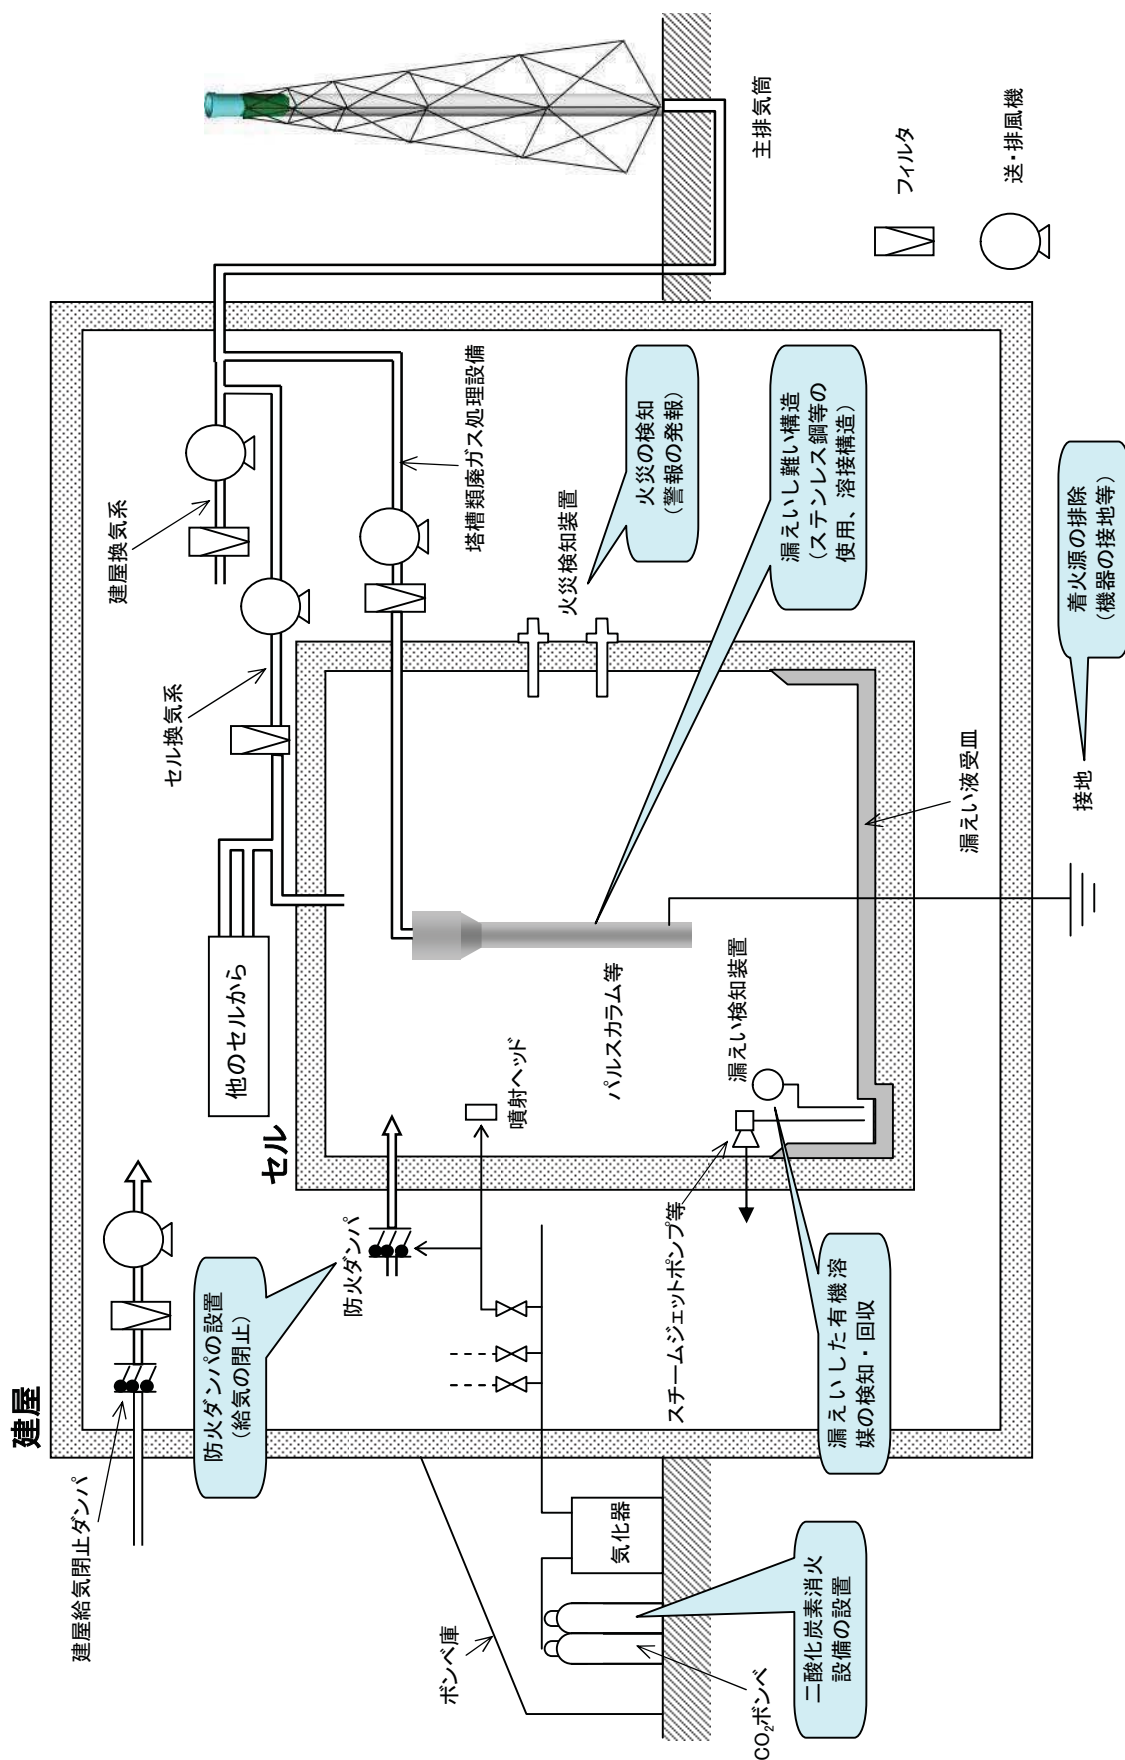 建屋
建屋給気閉止ダンパ
防火ダンパの設置
(給気の閉止)
防火ダンパ
セル
他のセルから
セル換気系
建屋換気系
塔槽類廃ガス処理設備
火災検知装置
火災の検知
(警報の発報)
漏えいし難い構造
(ステンレス鋼等の
使用、溶接構造)
噴射ヘッド
パルスカラム等
漏えい検知装置
スチームジェットポンプ等
漏えいした有機溶
媒の検知・回収
漏えい液受皿
接地
着火源の排除
(機器の接地等)
ボンベ庫
気化器
CO₂ボンベ
二酸化炭素消火
設備の設置
主排気筒
フィルタ
送・排風機